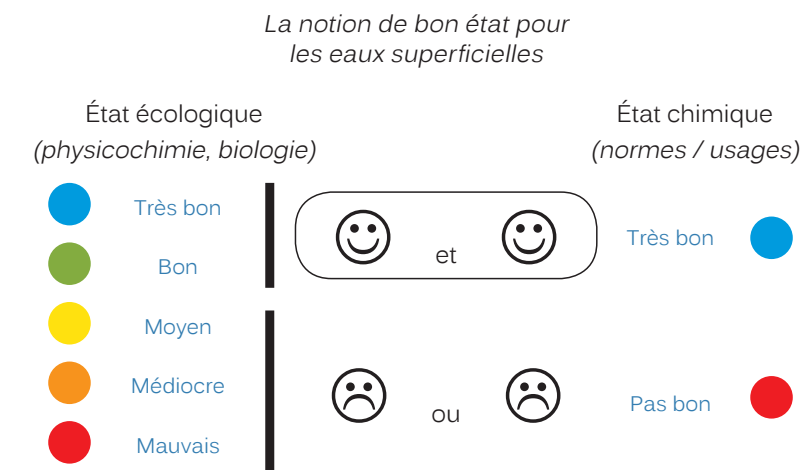 La notion de bon état pour
les eaux superficielles
État écologique
(physicochimie, biologie)
État chimique
(normes / usages)
Très bon
Bon
et
Très bon
Moyen
Médiocre
Mauvais
ou
Pas bon